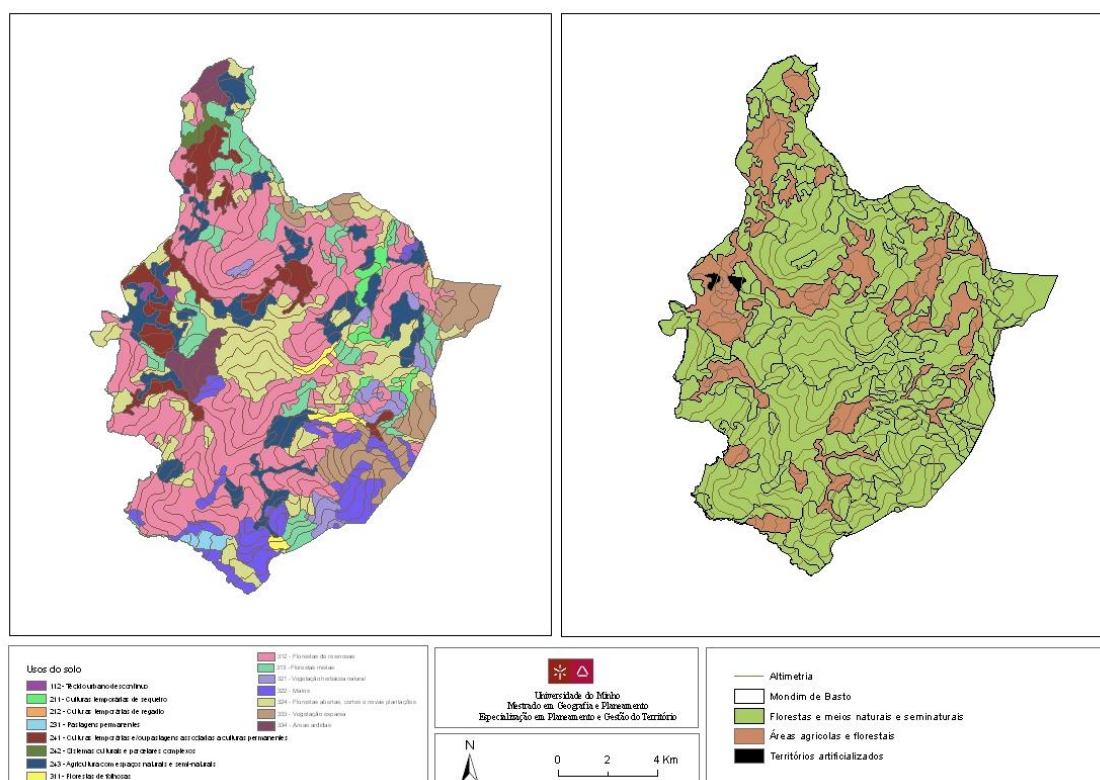 Usos do solo
112 - Tecido urbano descontínuo
211 - Culturas temporárias de sequeiro
212 - Culturas temporárias de regadio
231 - Pastagens permanentes
241 - Culturas temporárias e/ou pastagens associadas a culturas permanentes
242 - Sistemas culturais e parcelares complexos
243 - Agricultura com espaços naturais e semi-naturais
311 - Florestas de folhosas
312 - Florestas de resinosas
313 - Florestas mistas
321 - Vegetação herbácea natural
322 - Matos
324 - Florestas abertas, cortes e novas plantações
333 - Vegetação esparsa
334 - Áreas ardidas
Universidade do Minho
Mestrado em Geografia e Planeamento
Especialização em Planeamento e Gestão do Território
N
0 2 4 Km
Altimetria
Mondim de Basto
Florestas e meios naturais e seminaturais
Áreas agrícolas e florestais
Territórios artificializados